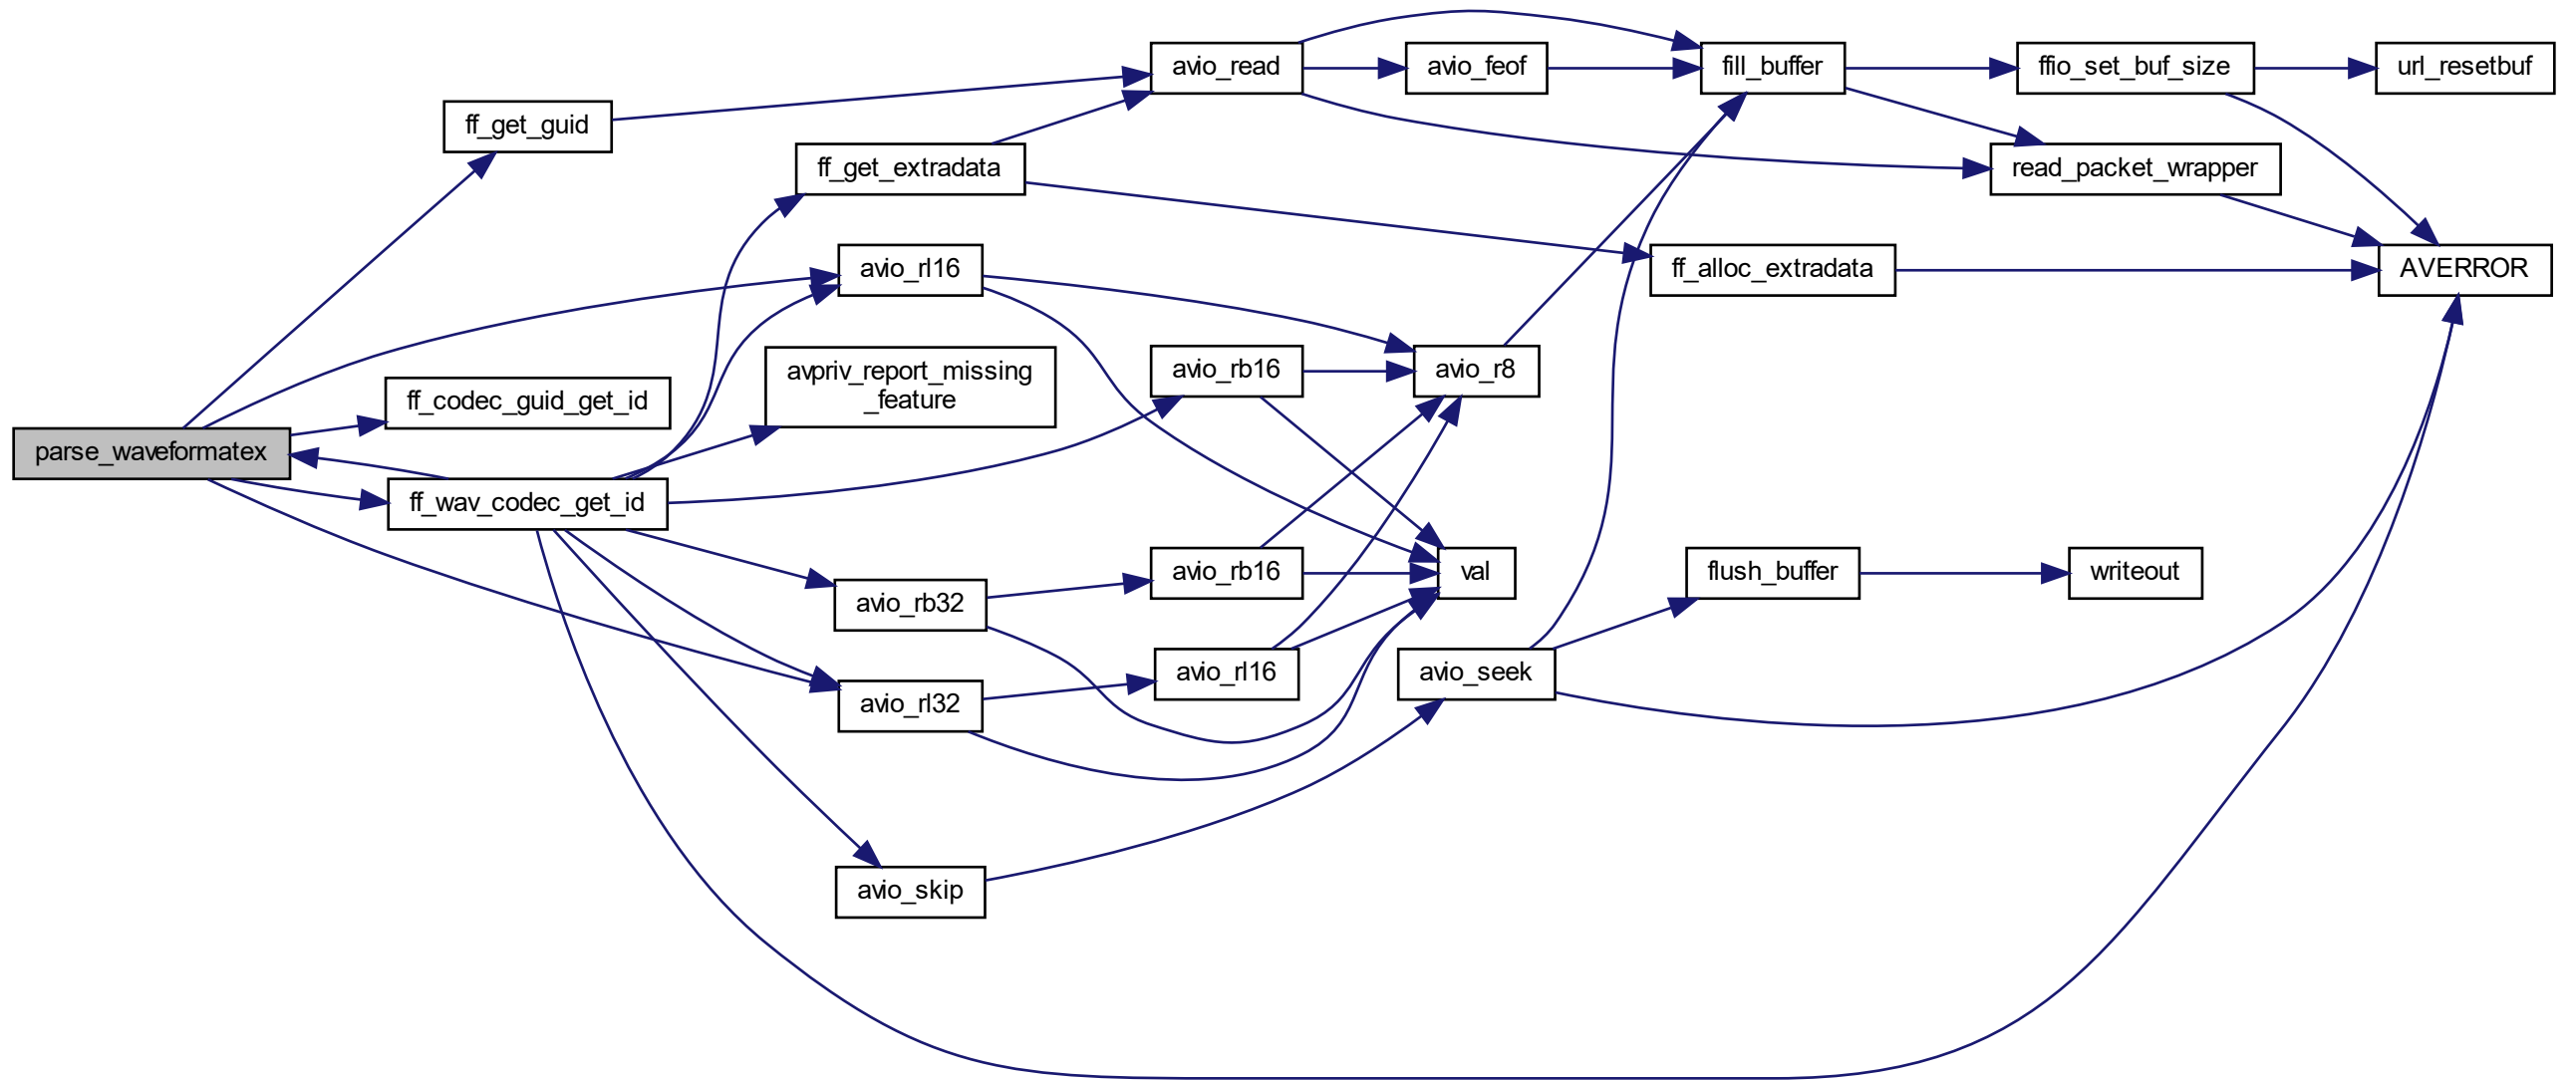 parse_waveformatex
ff_get_guid
ff_codec_guid_get_id
ff_wav_codec_get_id
ff_get_extradata
avio_rl16
avpriv_report_missing
_feature
avio_rb32
avio_rl32
avio_skip
avio_read
avio_rb16
avio_rb16
avio_rl16
avio_feof
avio_r8
val
avio_seek
fill_buffer
ff_alloc_extradata
flush_buffer
ffio_set_buf_size
read_packet_wrapper
writeout
url_resetbuf
AVERROR